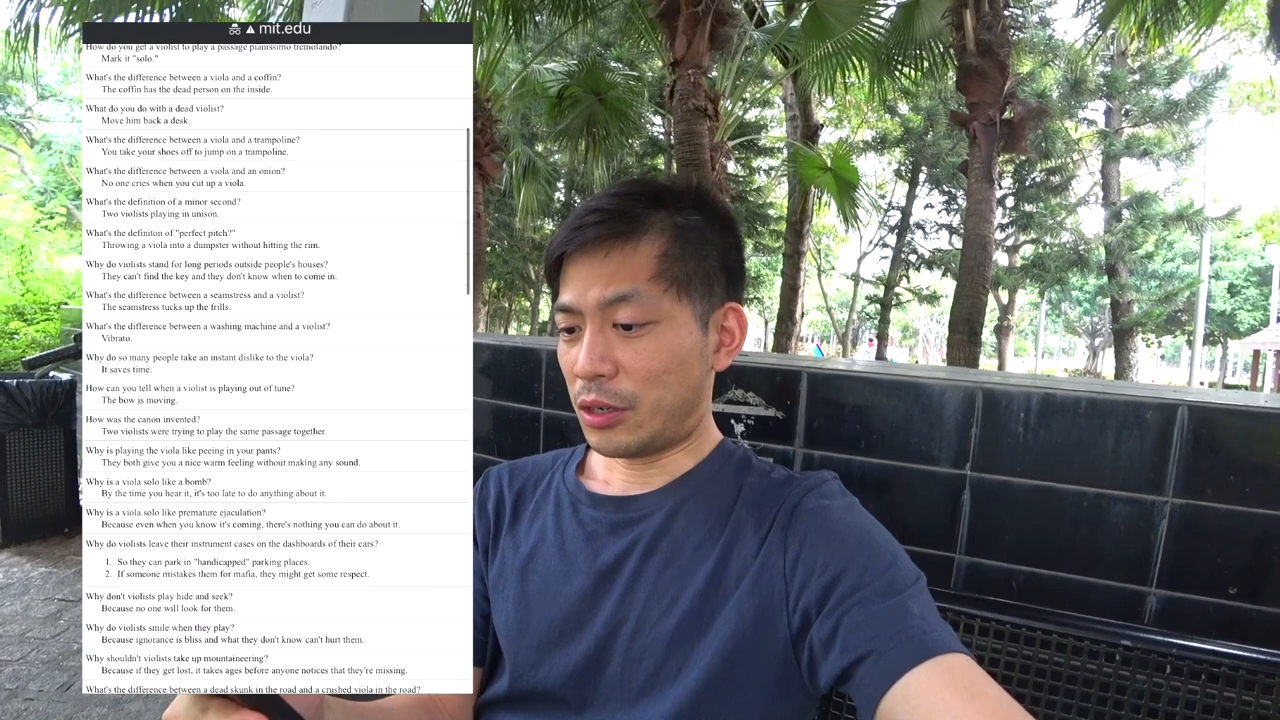 mit.edu
How do you get a violist to play a passage pianissimo tremolando?
Mark it "solo."
What's the difference between a viola and a coffin?
The coffin has the dead person on the inside.
What do you do with a dead violist?
Move him back a desk.
What's the difference between a viola and a trampoline?
You take your shoes off to jump on a trampoline.
What's the difference between a viola and an onion?
No one cries when you cut up a viola.
What's the definition of a minor second?
Two violists playing in unison.
What's the definiton of "perfect pitch?"
Throwing a viola into a dumpster without hitting the rim.
Why do violists stand for long periods outside people's houses?
They can't find the key and they don't know when to come in.
What's the difference between a seamstress and a violist?
The seamstress tucks up the frills.
What's the difference between a washing machine and a violist?
Vibrato.
Why do so many people take an instant dislike to the viola?
It saves time.
How can you tell when a violist is playing out of tune?
The bow is moving.
How was the canon invented?
Two violists were trying to play the same passage together.
Why is playing the viola like peeing in your pants?
They both give you a nice warm feeling without making any sound.
Why is a viola solo like a bomb?
By the time you hear it, it's too late to do anything about it.
Why is a viola solo like premature ejaculation?
Because even when you know it's coming, there's nothing you can do about it.
Why do violists leave their instrument cases on the dashboards of their cars?
1. So they can park in "handicapped" parking places.
2. If someone mistakes them for mafia, they might get some respect.
Why don't violists play hide and seek?
Because no one will look for them.
Why do violists smile when they play?
Because ignorance is bliss and what they don't know can't hurt them.
Why shouldn't violists take up mountaineering?
Because if they get lost, it takes ages before anyone notices that they're missing.
What's the difference between a dead skunk in the road and a crushed viola in the road?